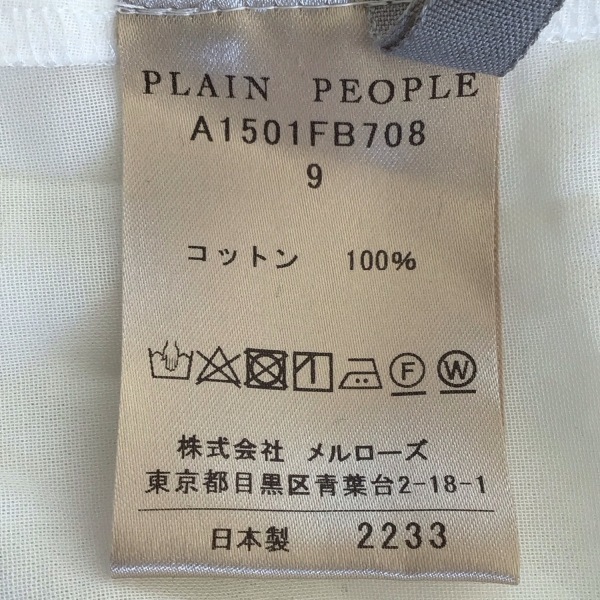 PLAIN PEOPLE
A1501FB708
9
コットン 100%
F W
株式会社 メルローズ
東京都目黒区青葉台2-18-1
日本製 2233